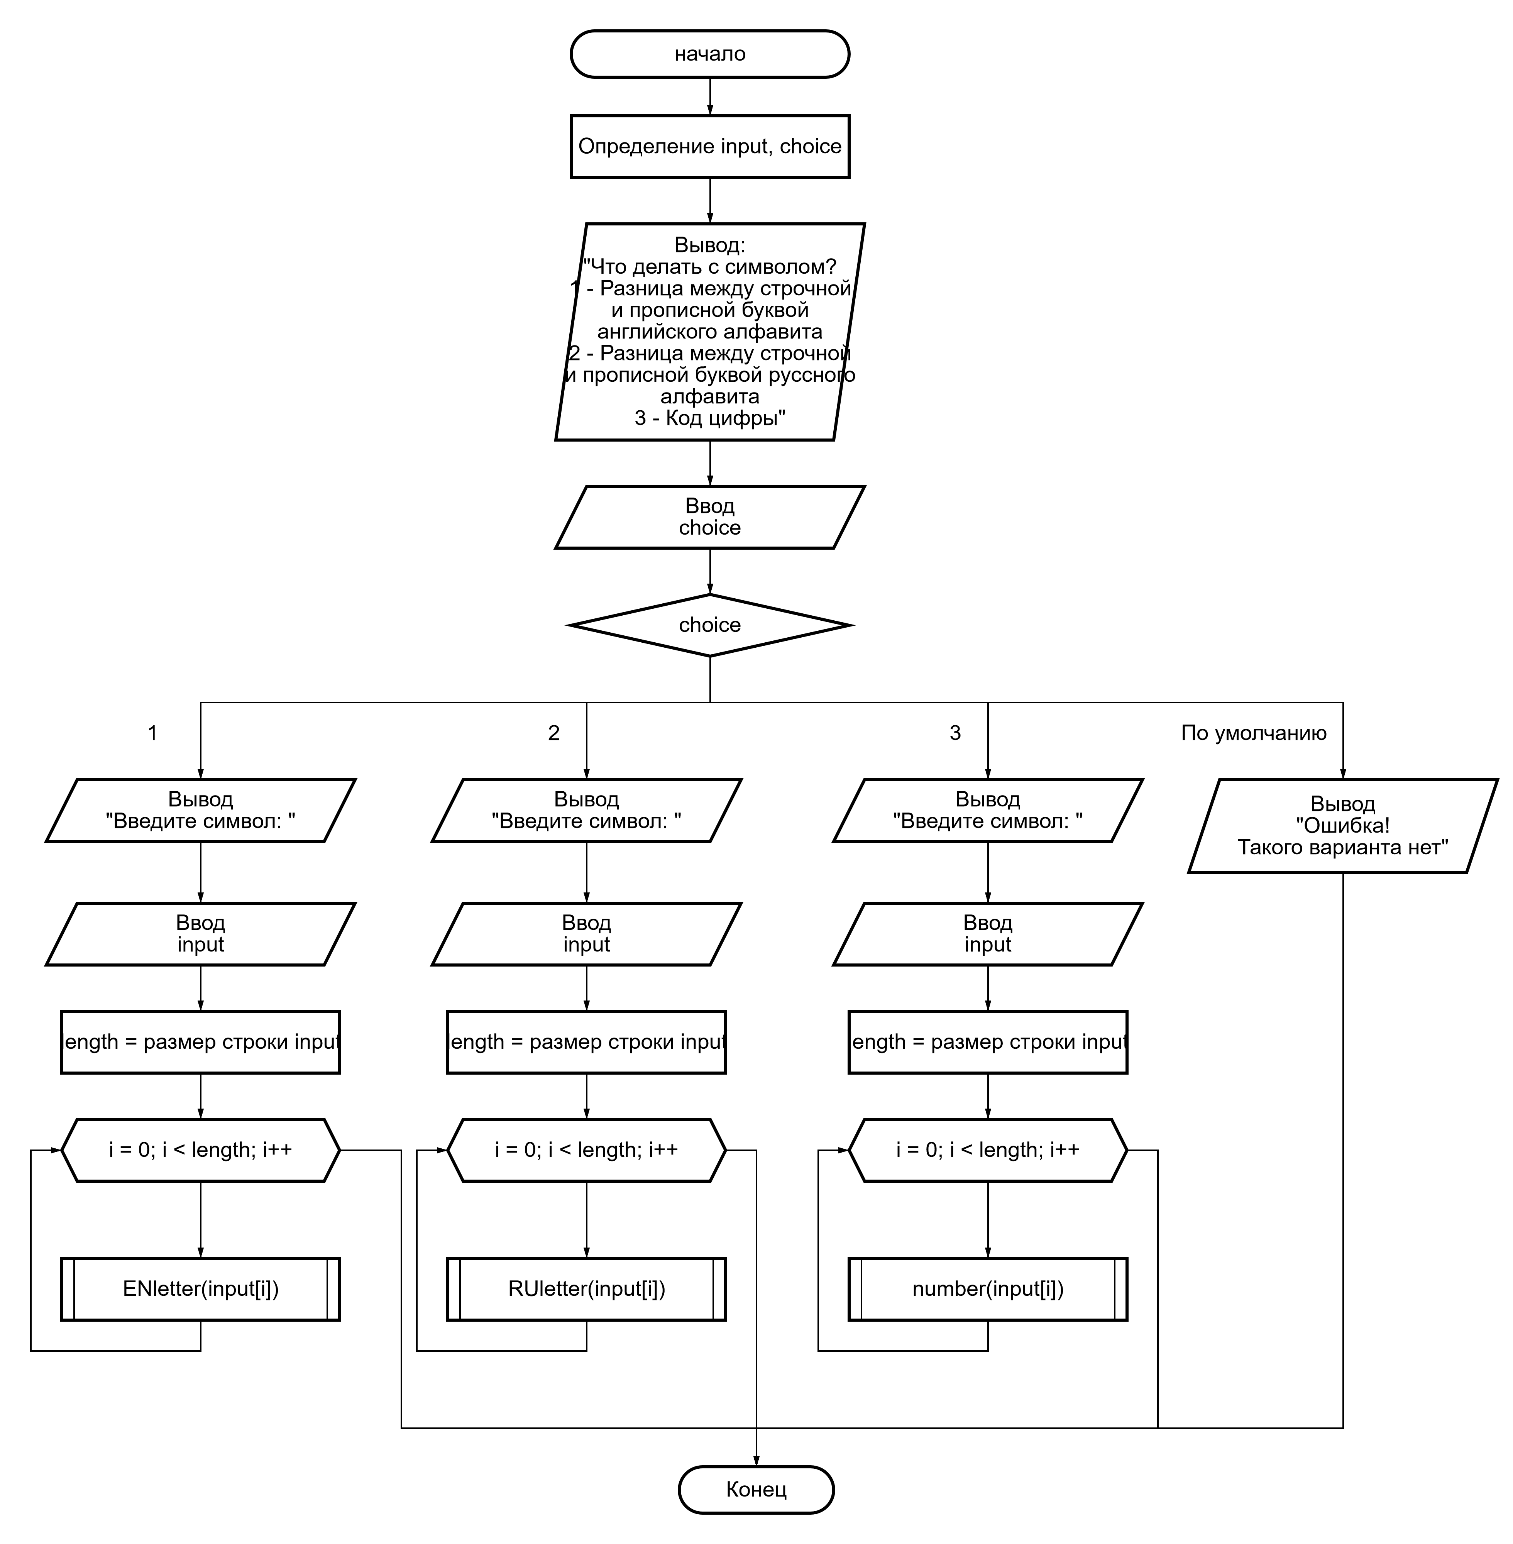 начало
Определение input, choice
Вывод:
"Что делать с символом?
1 - Разница между строчной
и прописной буквой
английского алфавита
2 - Разница между строчной
и прописной буквой русского
алфавита
3 - Код цифры"
Ввод
choice
choice
1
2
3
По умолчанию
Вывод
"Введите символ: "
Вывод
"Введите символ: "
Вывод
"Введите символ: "
Вывод
"Ошибка!
Такого варианта нет"
Ввод
input
Ввод
input
Ввод
input
length = размер строки input
length = размер строки input
length = размер строки input
i = 0; i < length; i++
i = 0; i < length; i++
i = 0; i < length; i++
ENletter(input[i])
RUletter(input[i])
number(input[i])
Конец